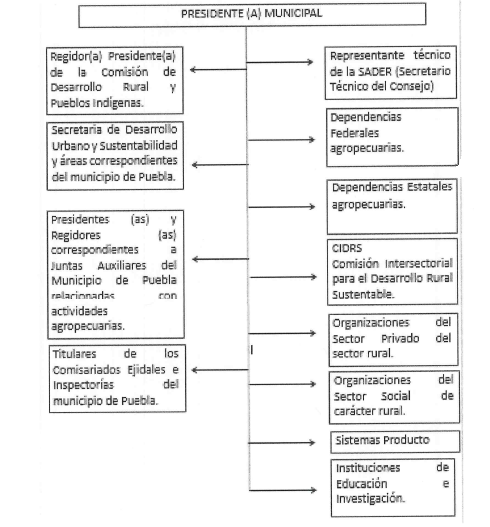 PRESIDENTE (A) MUNICIPAL
Regidor(a) Presidente(a)
de la Comisión de
Desarrollo Rural y
Pueblos Indígenas.
Secretaria de Desarrollo
Urbano y Sustentabilidad
y áreas correspondientes
del municipio de Puebla.
Presidentes (as) y
Regidores (as)
correspondientes a
Juntas Auxiliares del
Municipio de Puebla
relacionadas con
actividades
agropecuarias.
Titulares de los
Comisariados Ejidales e
Inspectorías del
municipio de Puebla.
Representante técnico
de la SADER (Secretario
Técnico del Consejo)
Dependencias
Federales
agropecuarias.
Dependencias Estatales
agropecuarias.
CIDRS
Comisión Intersectorial
para el Desarrollo Rural
Sustentable.
Organizaciones del
Sector Privado del
sector rural.
Organizaciones del
Sector Social de
carácter rural.
Sistemas Producto
Instituciones de
Educación e
Investigación.